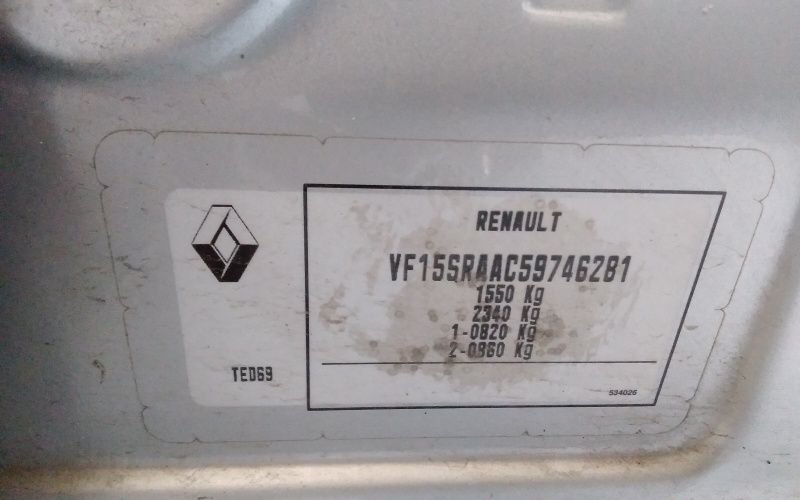 RENAULT
VF15SRAAC59746281
1550 Kg
2340 Kg
1-0820 Kg
2-0860 Kg
TED69
534026